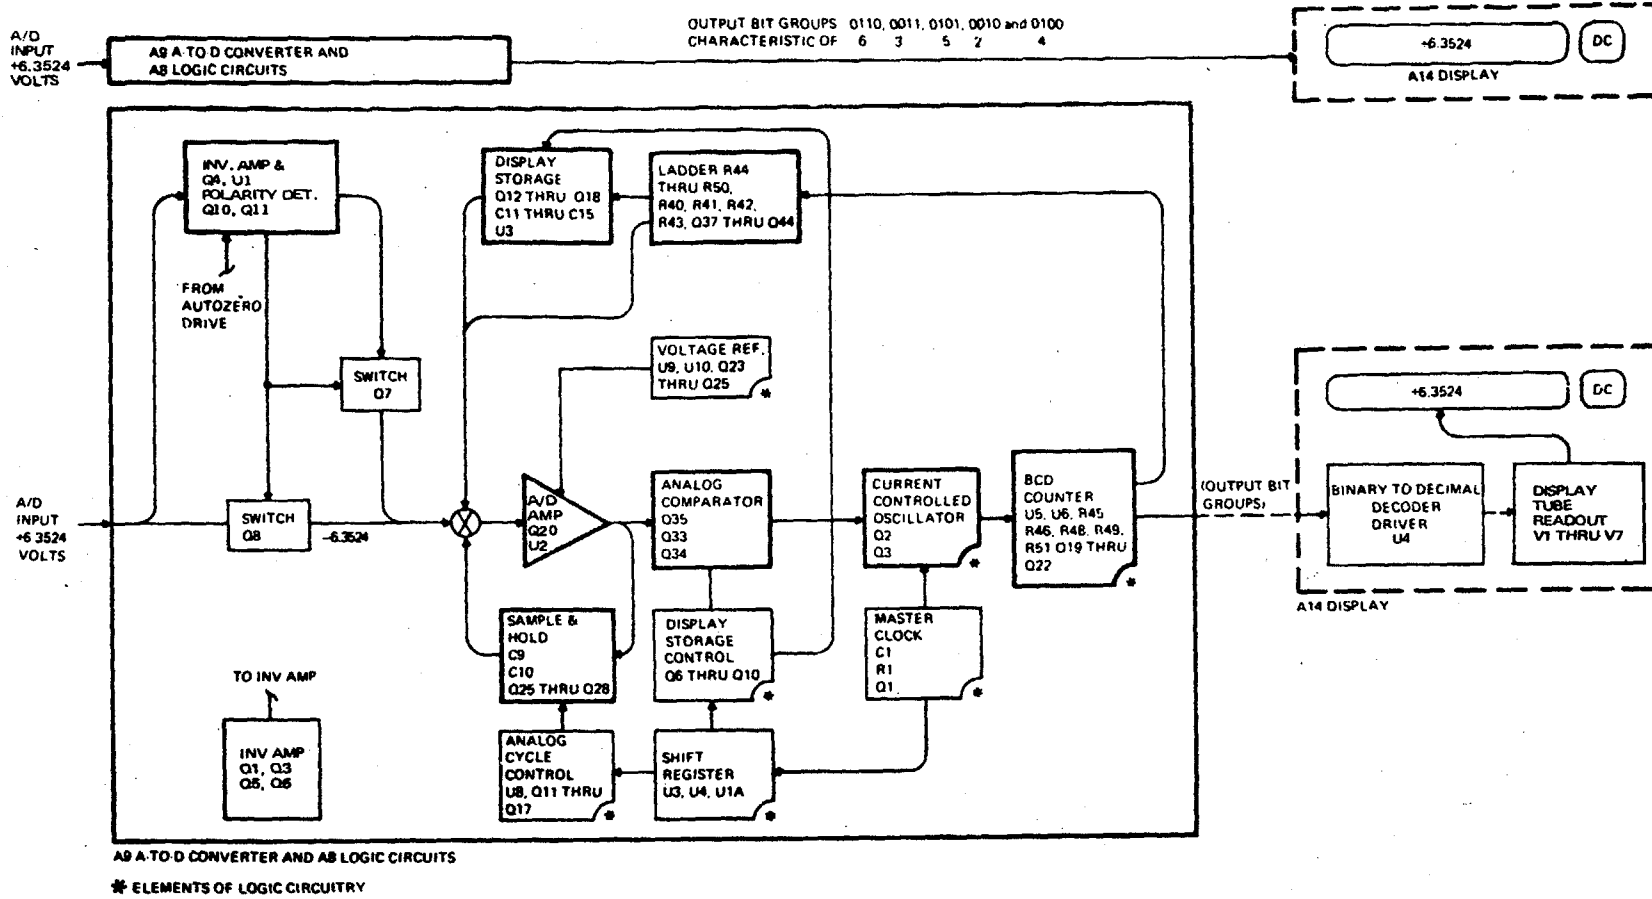 A/D
INPUT
+6.3524
VOLTS
A9 A-TO D CONVERTER AND
A8 LOGIC CIRCUITS
OUTPUT BIT GROUPS 0110, 0011, 0101, 0010 and 0100
CHARACTERISTIC OF 6 3 5 2 4
+6.3524
DC
A14 DISPLAY
INV. AMP &
Q4, U1
POLARITY DET.
Q10, Q11
FROM
AUTOZERO
DRIVE
DISPLAY
STORAGE
Q12 THRU Q18
C11 THRU C15
U3
LADDER R44
THRU R50,
R40, R41, R42,
R43, Q37 THRU Q44
SWITCH
Q7
VOLTAGE REF.
U9, U10, Q23
THRU Q25
*
A/D
INPUT
+6 3524
VOLTS
SWITCH
Q8
-6.3524
A/D
AMP
Q20
U2
ANALOG
COMPARATOR
Q35
Q33
Q34
CURRENT
CONTROLLED
OSCILLATOR
Q2
Q3
*
BCD
COUNTER
U5, U6, R45
R46, R48, R49,
R51 Q19 THRU
Q22
*
(OUTPUT BIT
GROUPS)
+6.3524
DC
BINARY TO DECIMAL
DECODER
DRIVER
U4
DISPLAY
TUBE
READOUT
V1 THRU V7
A14 DISPLAY
SAMPLE &
HOLD
C9
C10
Q25 THRU Q28
DISPLAY
STORAGE
CONTROL
Q6 THRU Q10
*
MASTER
CLOCK
C1
R1
Q1
*
TO INV AMP
INV AMP
Q1, Q3
Q5, Q6
ANALOG
CYCLE
CONTROL
U8, Q11 THRU
Q17
*
SHIFT
REGISTER
U3, U4, U1A
*
A9 A-TO-D CONVERTER AND A8 LOGIC CIRCUITS
* ELEMENTS OF LOGIC CIRCUITRY